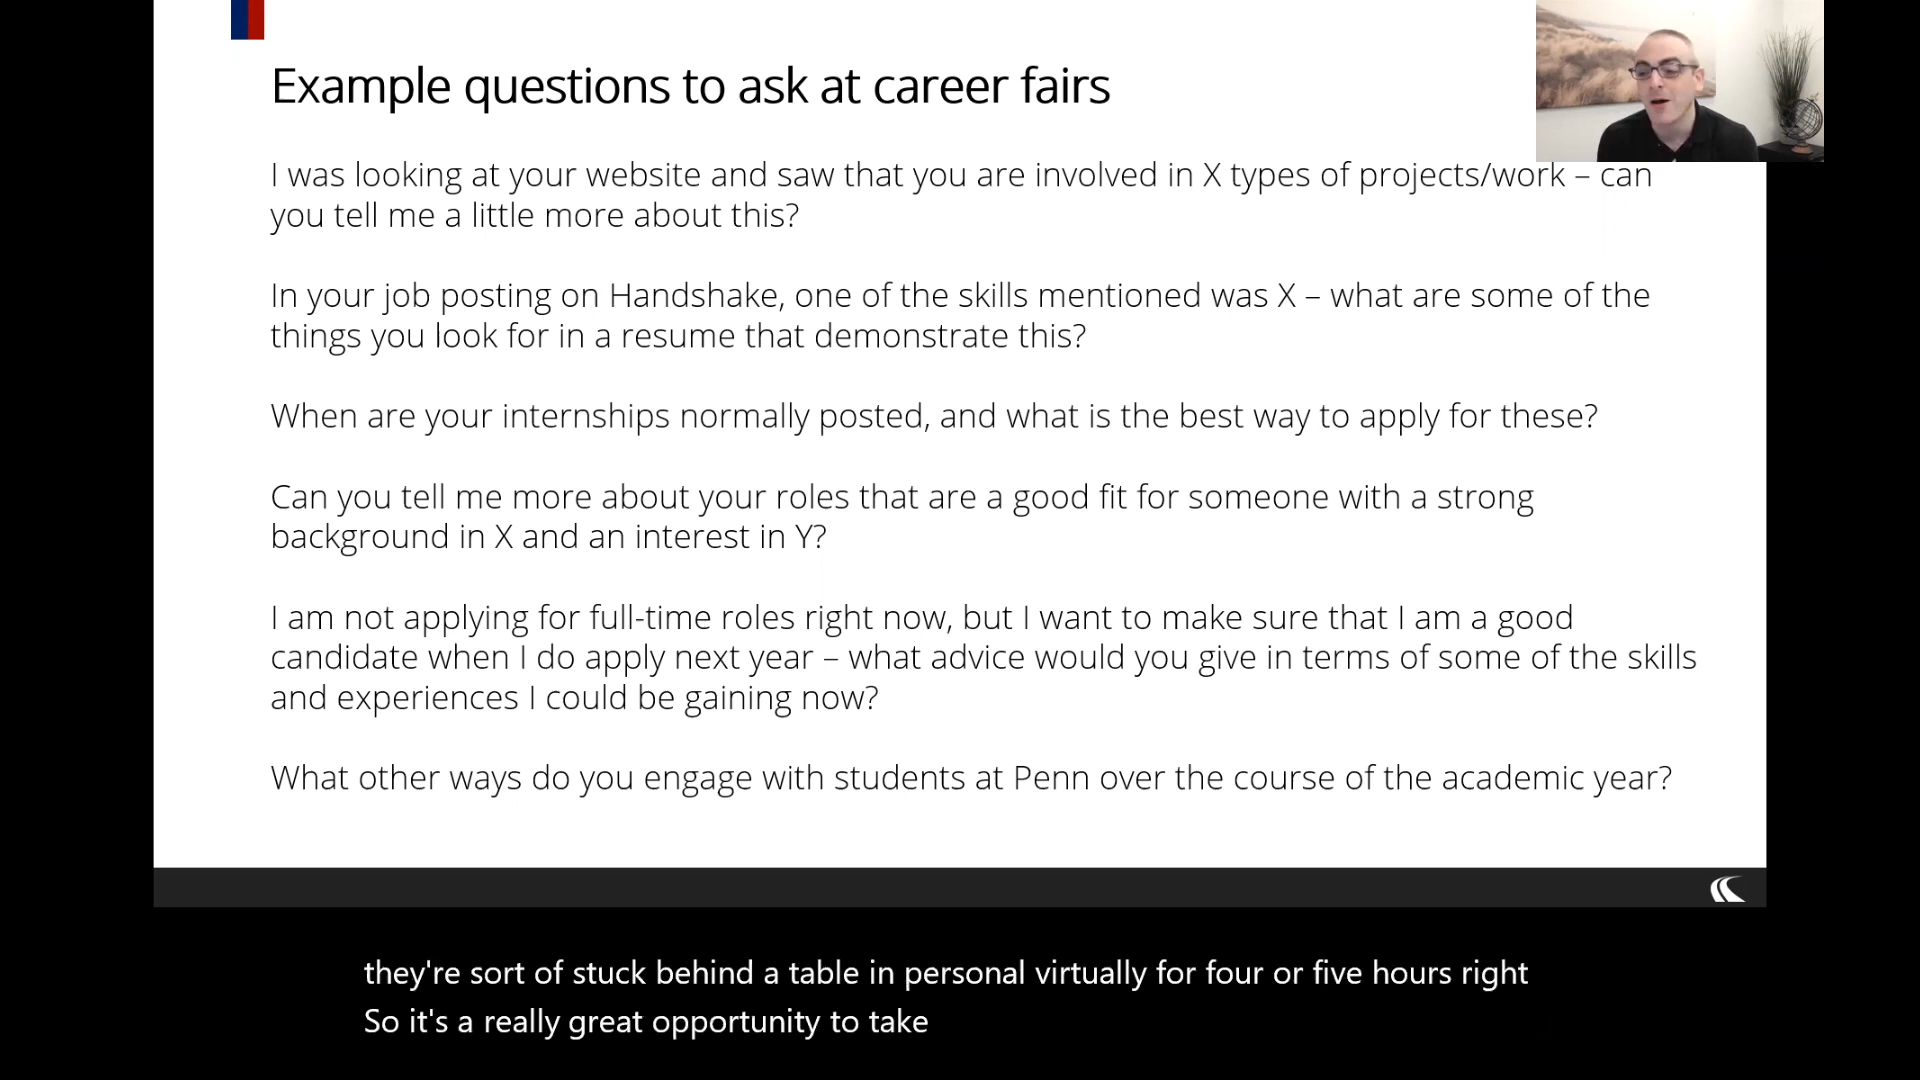 Example questions to ask at career fairs
I was looking at your website and saw that you are involved in X types of projects/work – can
you tell me a little more about this?
In your job posting on Handshake, one of the skills mentioned was X – what are some of the
things you look for in a resume that demonstrate this?
When are your internships normally posted, and what is the best way to apply for these?
Can you tell me more about your roles that are a good fit for someone with a strong
background in X and an interest in Y?
I am not applying for full-time roles right now, but I want to make sure that I am a good
candidate when I do apply next year – what advice would you give in terms of some of the skills
and experiences I could be gaining now?
What other ways do you engage with students at Penn over the course of the academic year?
they're sort of stuck behind a table in personal virtually for four or five hours right
So it's a really great opportunity to take